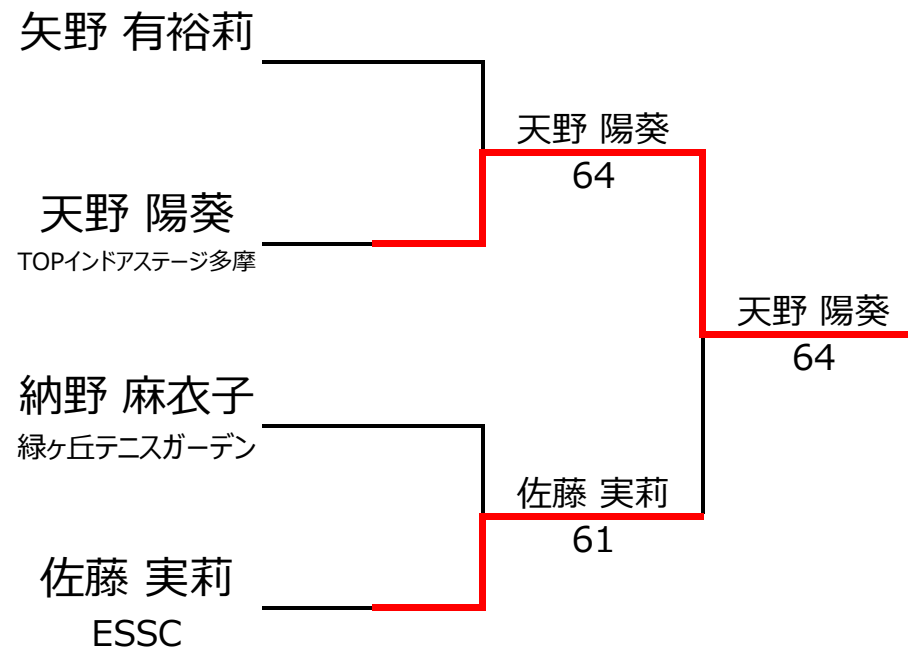 矢野 有裕莉
天野 陽葵
64
天野 陽葵
TOPインドアステージ多摩
天野 陽葵
64
納野 麻衣子
緑ヶ丘テニスガーデン
佐藤 実莉
61
佐藤 実莉
ESSC